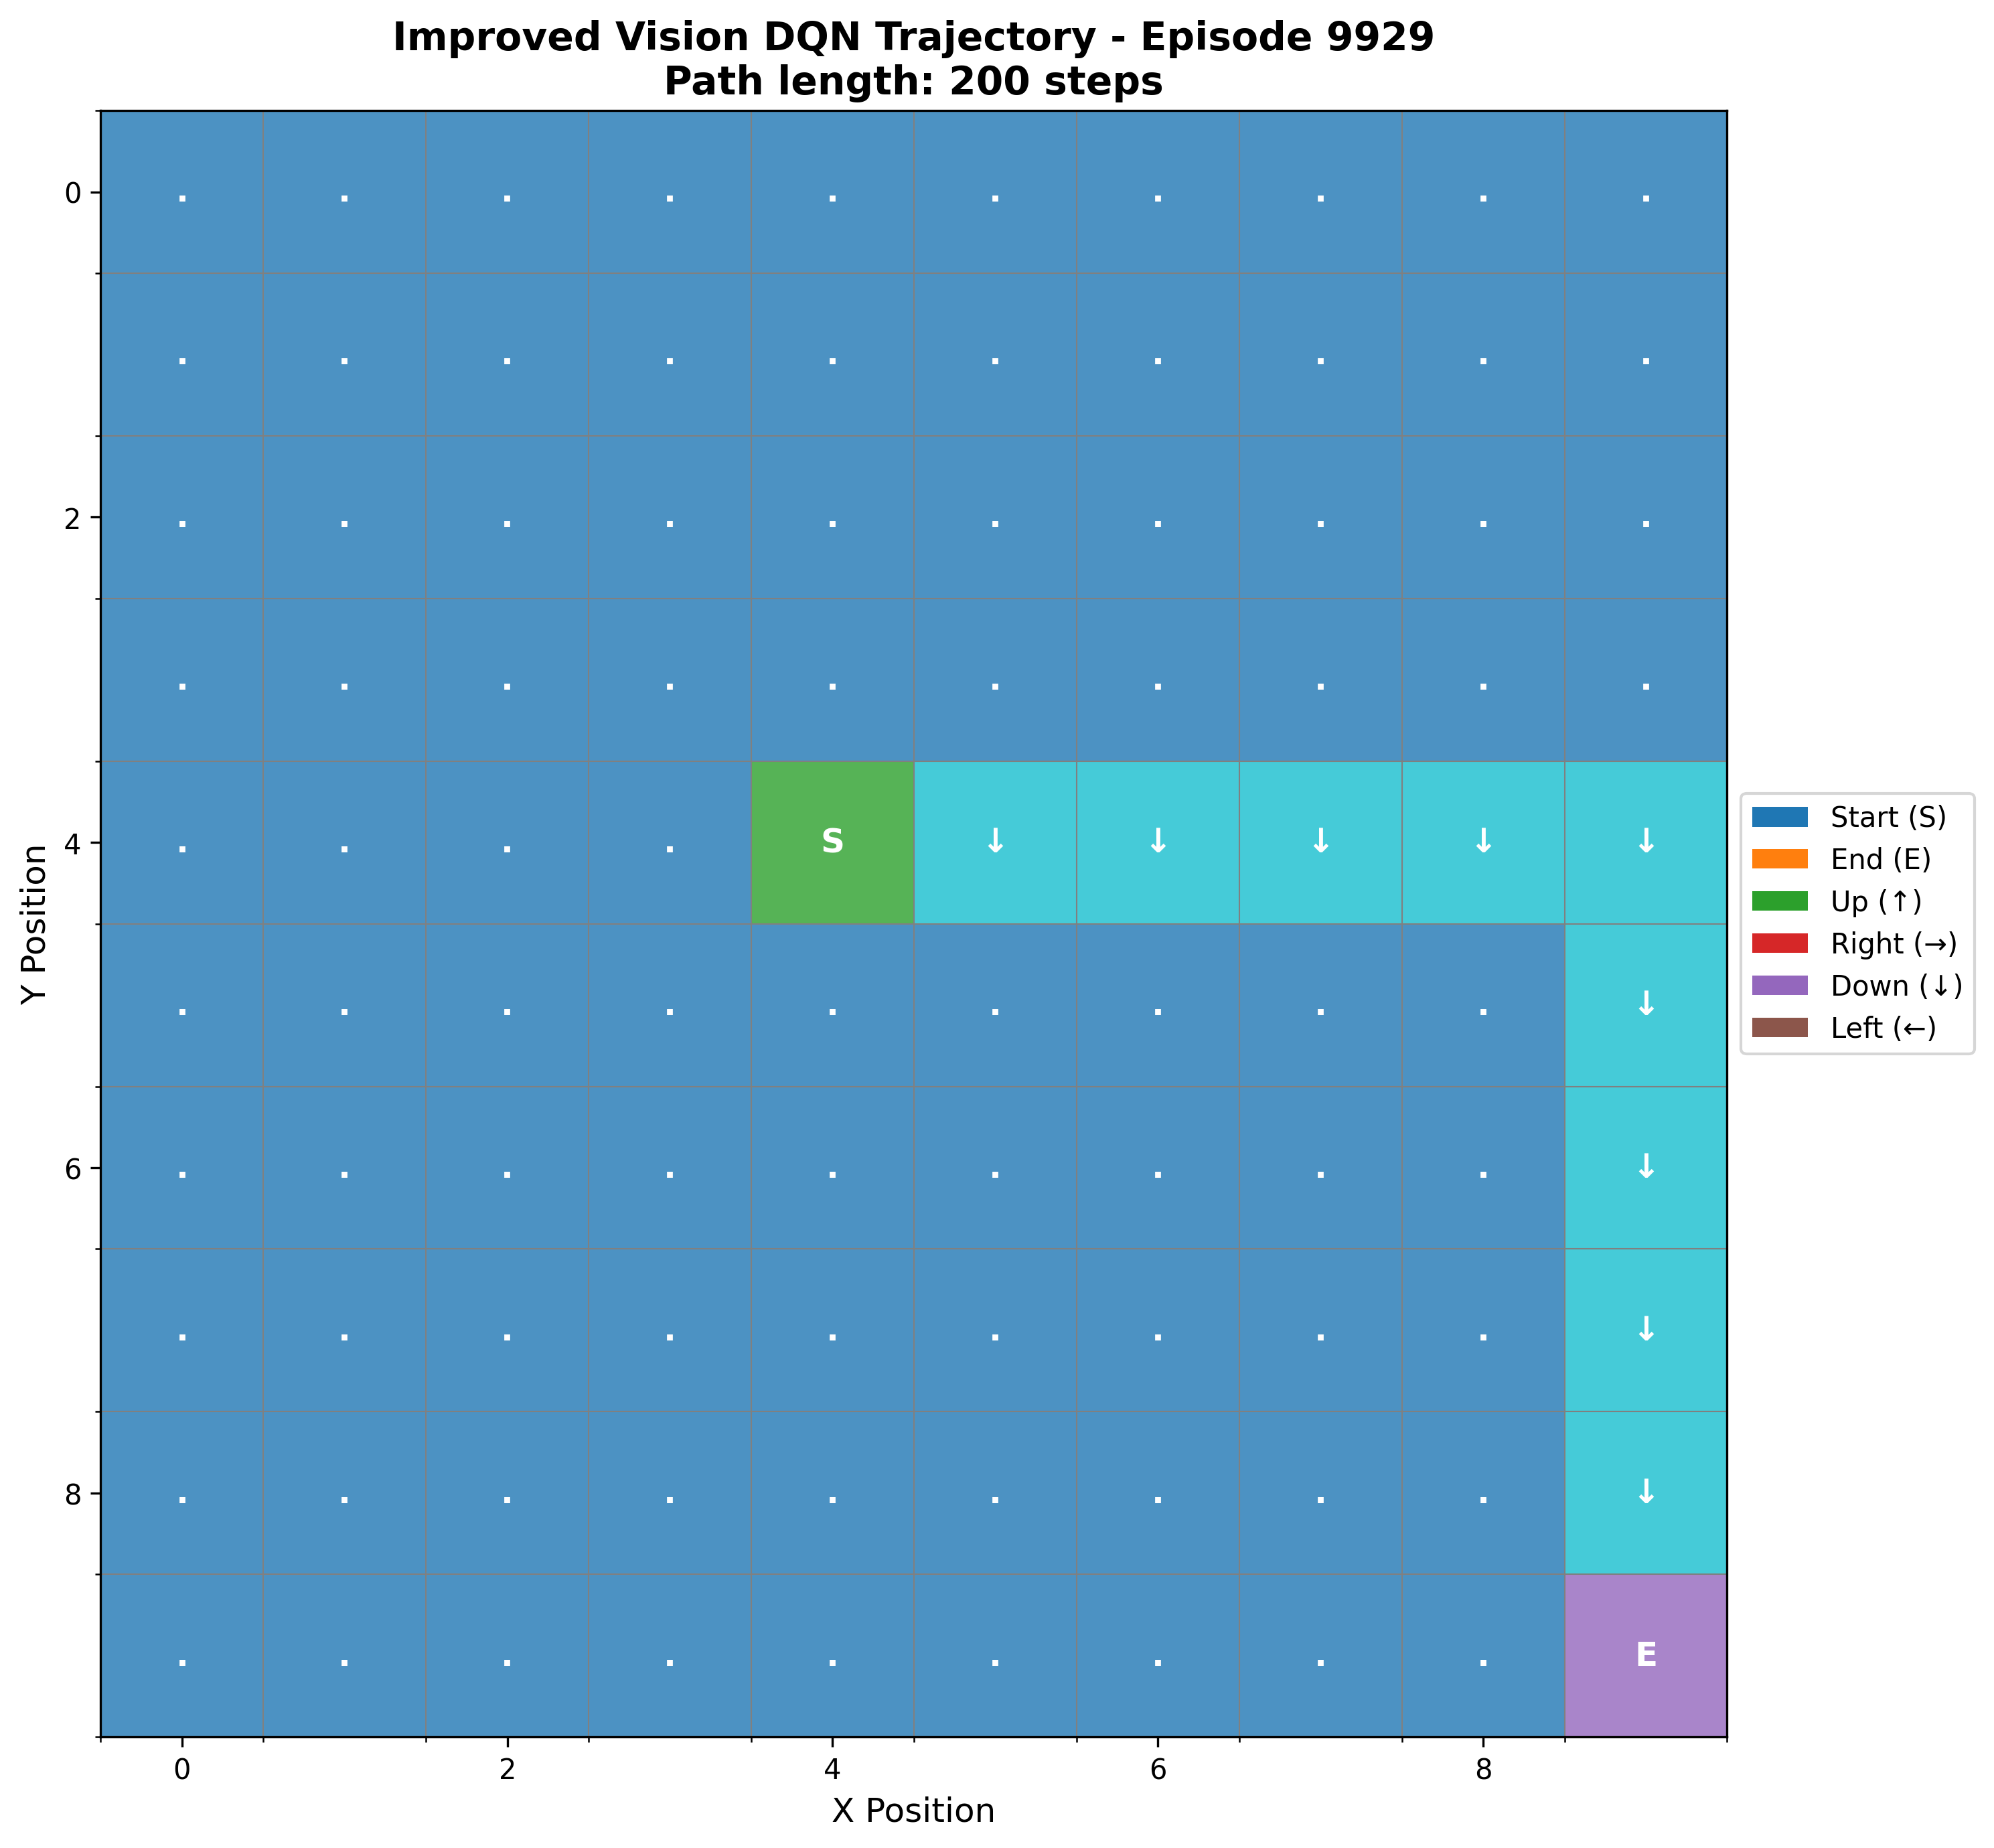 Improved Vision DQN Trajectory - Episode 9929
Path length: 200 steps
0
2
4
6
8
Y Position
S ↓ ↓ ↓ ↓ ↓
↓
↓
↓
↓
E
0 2 4 6 8
X Position
Start (S)
End (E)
Up (↑)
Right (→)
Down (↓)
Left (←)